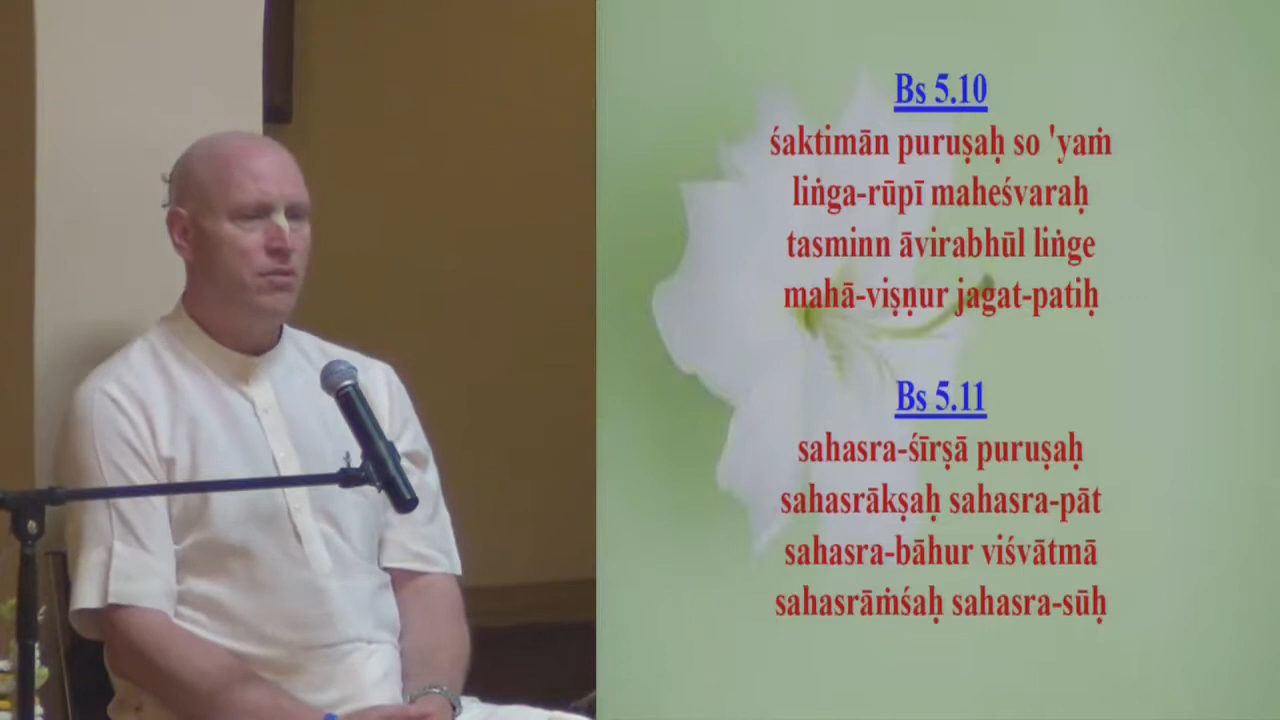 Bs 5.10
śaktimān puruṣaḥ so 'yaṁ
liṅga-rūpī maheśvaraḥ
tasminn āvirabhūl liṅge
mahā-viṣṇur jagat-patiḥ
Bs 5.11
sahasra-śīrṣā puruṣaḥ
sahasrākṣaḥ sahasra-pāt
sahasra-bāhur viśvātmā
sahasrāṁśaḥ sahasra-sūḥ